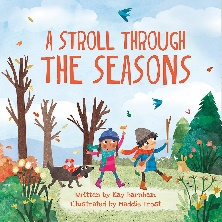 A STROLL THROUGH
THE SEASONS
Written by Kay Barnham
Illustrated by Maddie Frost